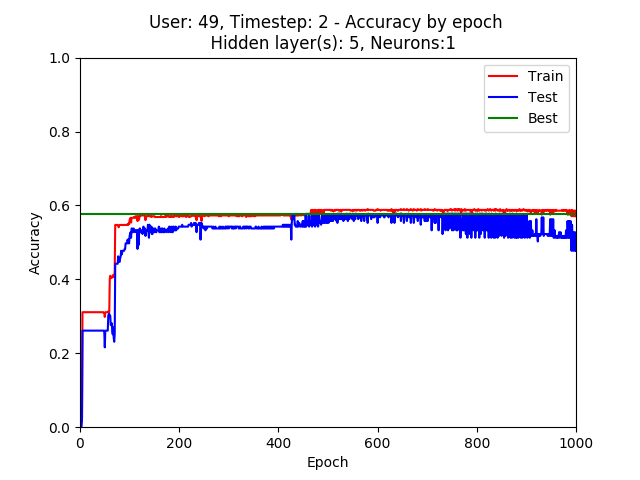 User: 49, Timestep: 2 - Accuracy by epoch
Hidden layer(s): 5, Neurons:1
1.0
0.8
0.6
0.4
0.2
0.0
Accuracy
Train
Test
Best
0 200 400 600 800 1000
Epoch